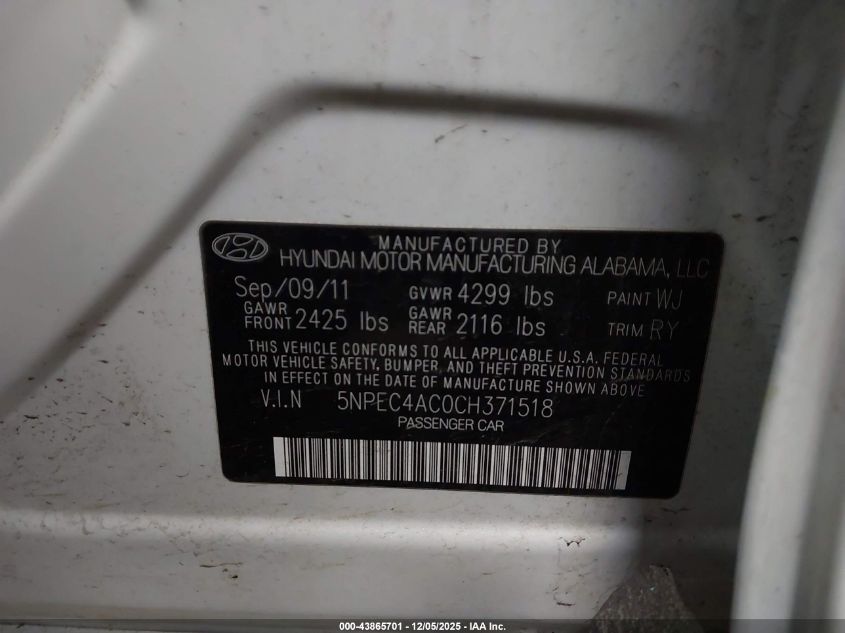 MANUFACTURED BY
HYUNDAI MOTOR MANUFACTURING ALABAMA, LLC
Sep/09/11 GVWR 4299 lbs PAINT WJ
GAWR FRONT 2425 lbs GAWR REAR 2116 lbs TRIM RY
THIS VEHICLE CONFORMS TO ALL APPLICABLE U.S.A. FEDERAL
MOTOR VEHICLE SAFETY, BUMPER, AND THEFT PREVENTION STANDARDS
IN EFFECT ON THE DATE OF MANUFACTURE SHOWN ABOVE
V.I.N 5NPEC4AC0CH371518
PASSENGER CAR
000-43865701 - 12/05/2025 - IAA Inc.